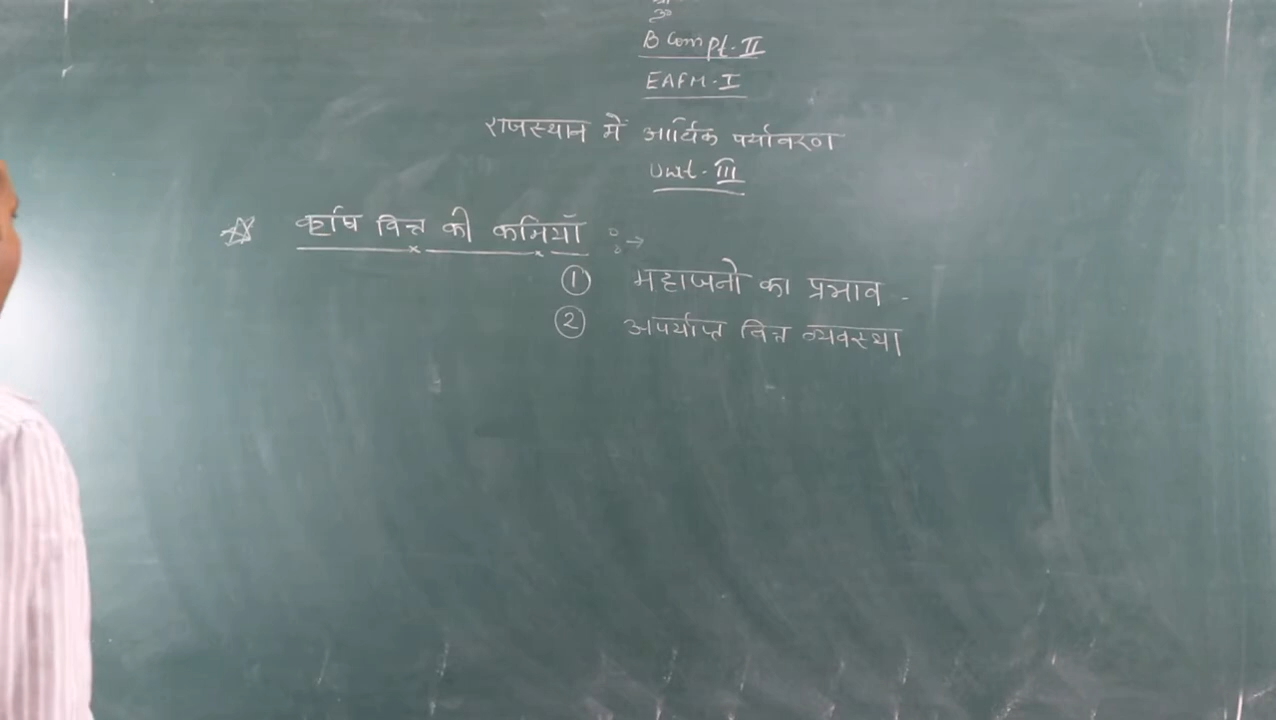 B Com Pt. II
EAFM - I
राजस्थान में आर्थिक पर्यावरण
Unit - III
कृषि वित्त की कमियाँ :→
① महाजनो का प्रभाव -
② अपर्याप्त वित्त व्यवस्था